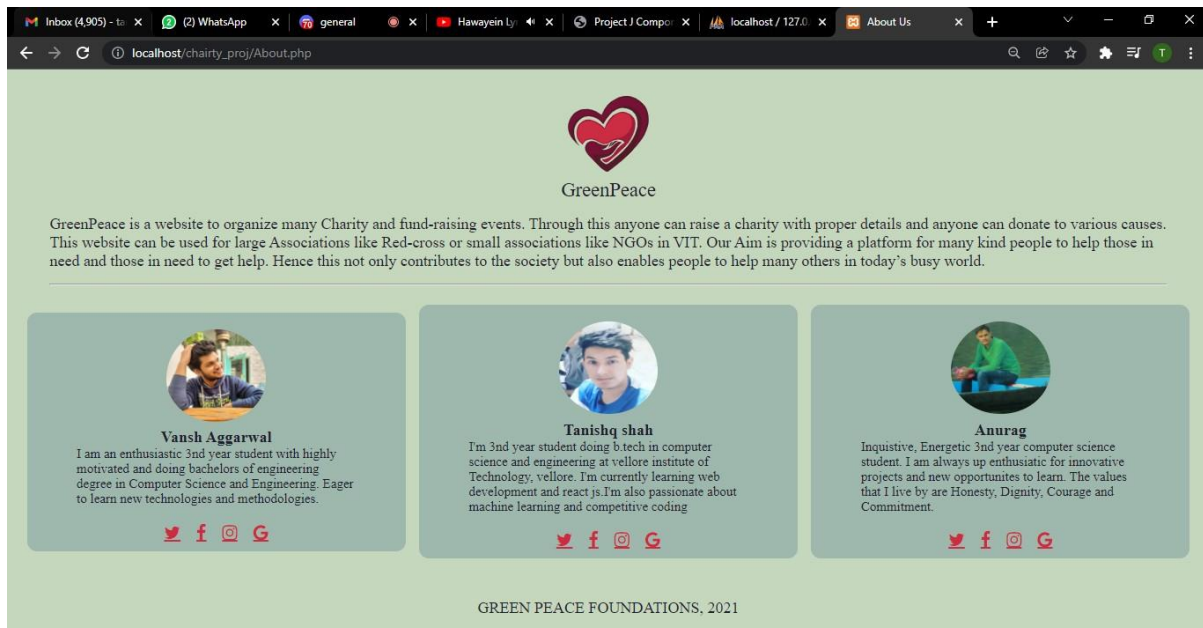 Inbox (4,905) - ta
(2) WhatsApp
70 general
Hawayein Ly
Project J Compo
localhost / 127.0.
About Us
localhost/chairty_proj/About.php
T
GreenPeace
GreenPeace is a website to organize many Charity and fund-raising events. Through this anyone can raise a charity with proper details and anyone can donate to various causes.
This website can be used for large Associations like Red-cross or small associations like NGOs in VIT. Our Aim is providing a platform for many kind people to help those in
need and those in need to get help. Hence this not only contributes to the society but also enables people to help many others in today’s busy world.
Vansh Aggarwal
I am an enthusiastic 3nd year student with highly
motivated and doing bachelors of engineering
degree in Computer Science and Engineering. Eager
to learn new technologies and methodologies.
Tanishq shah
I'm 3nd year student doing b.tech in computer
science and engineering at vellore institute of
Technology, vellore. I'm currently learning web
development and react js.I'm also passionate about
machine learning and competitive coding
Anurag
Inquistive, Energetic 3nd year computer science
student. I am always up enthusiatic for innovative
projects and new opportunites to learn. The values
that I live by are Honesty, Dignity, Courage and
Commitment.
GREEN PEACE FOUNDATIONS, 2021